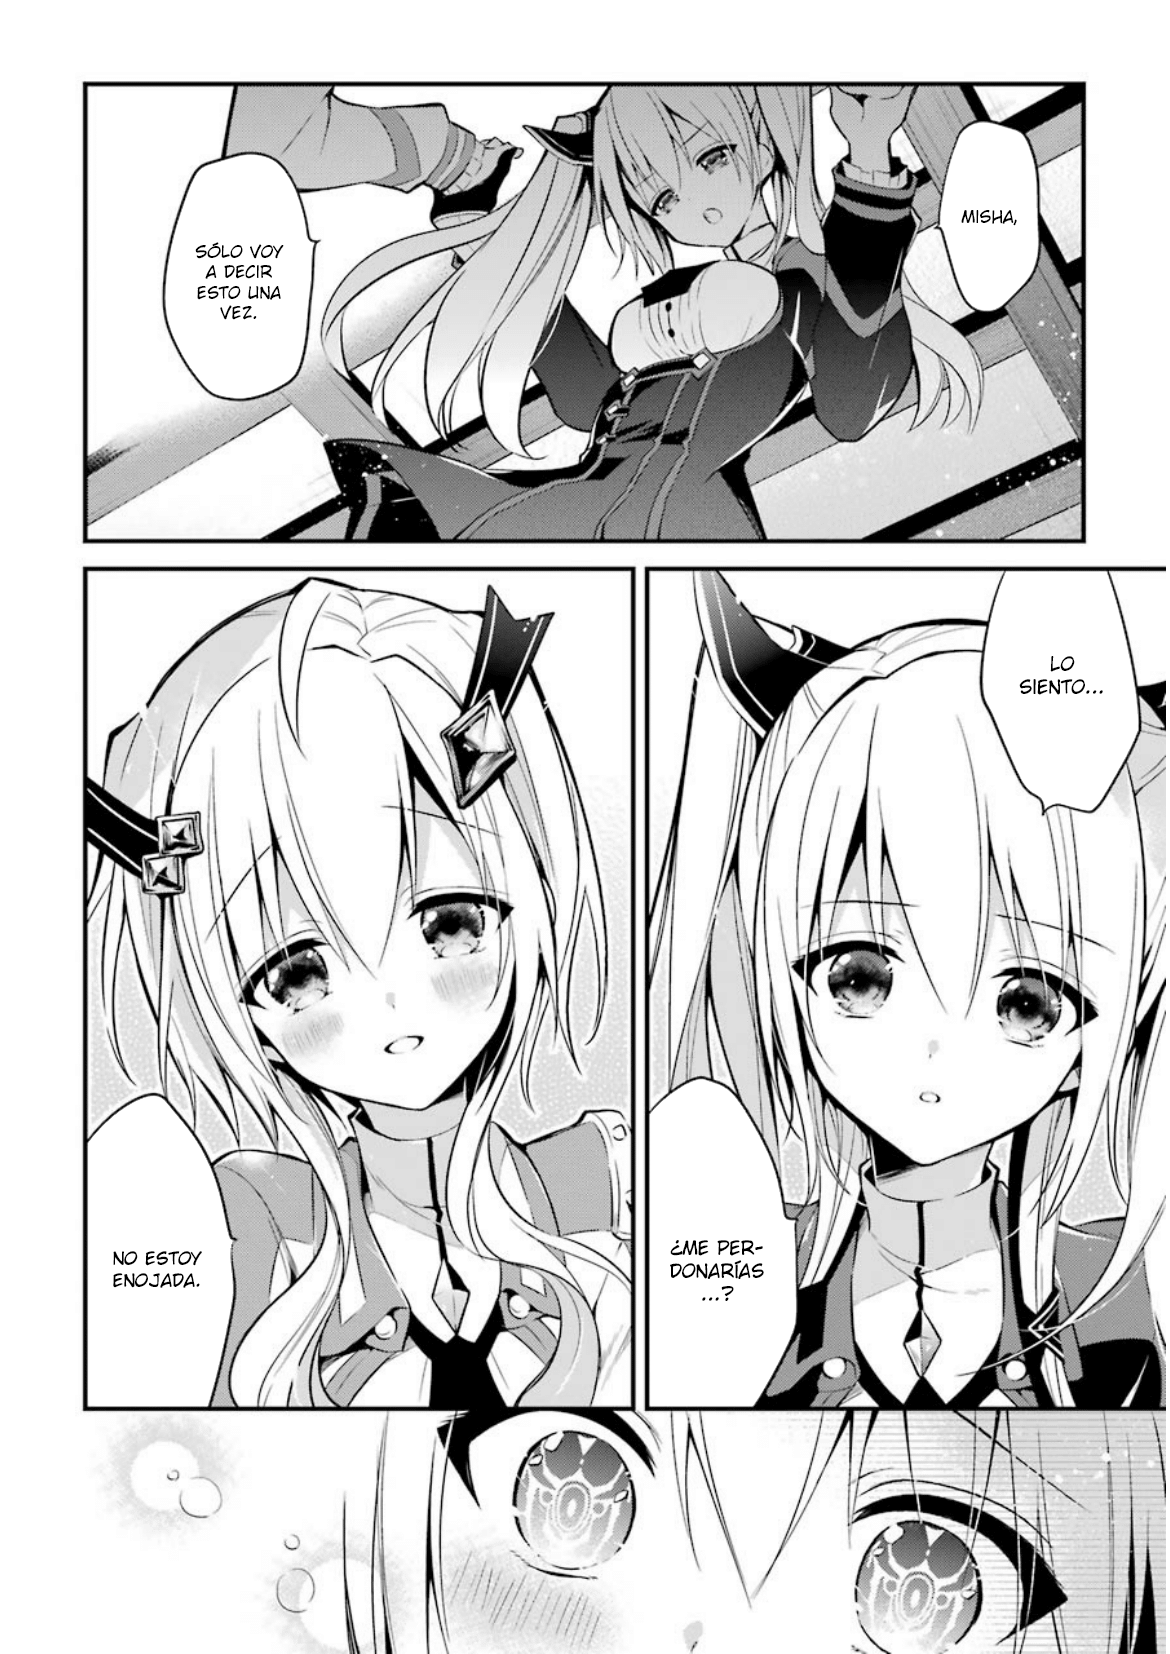 MISHA,
SÓLO VOY
A DECIR
ESTO UNA
VEZ.
LO
SIENTO...
¿ME PER-
DONARÍAS
...?
NO ESTOY
ENOJADA.